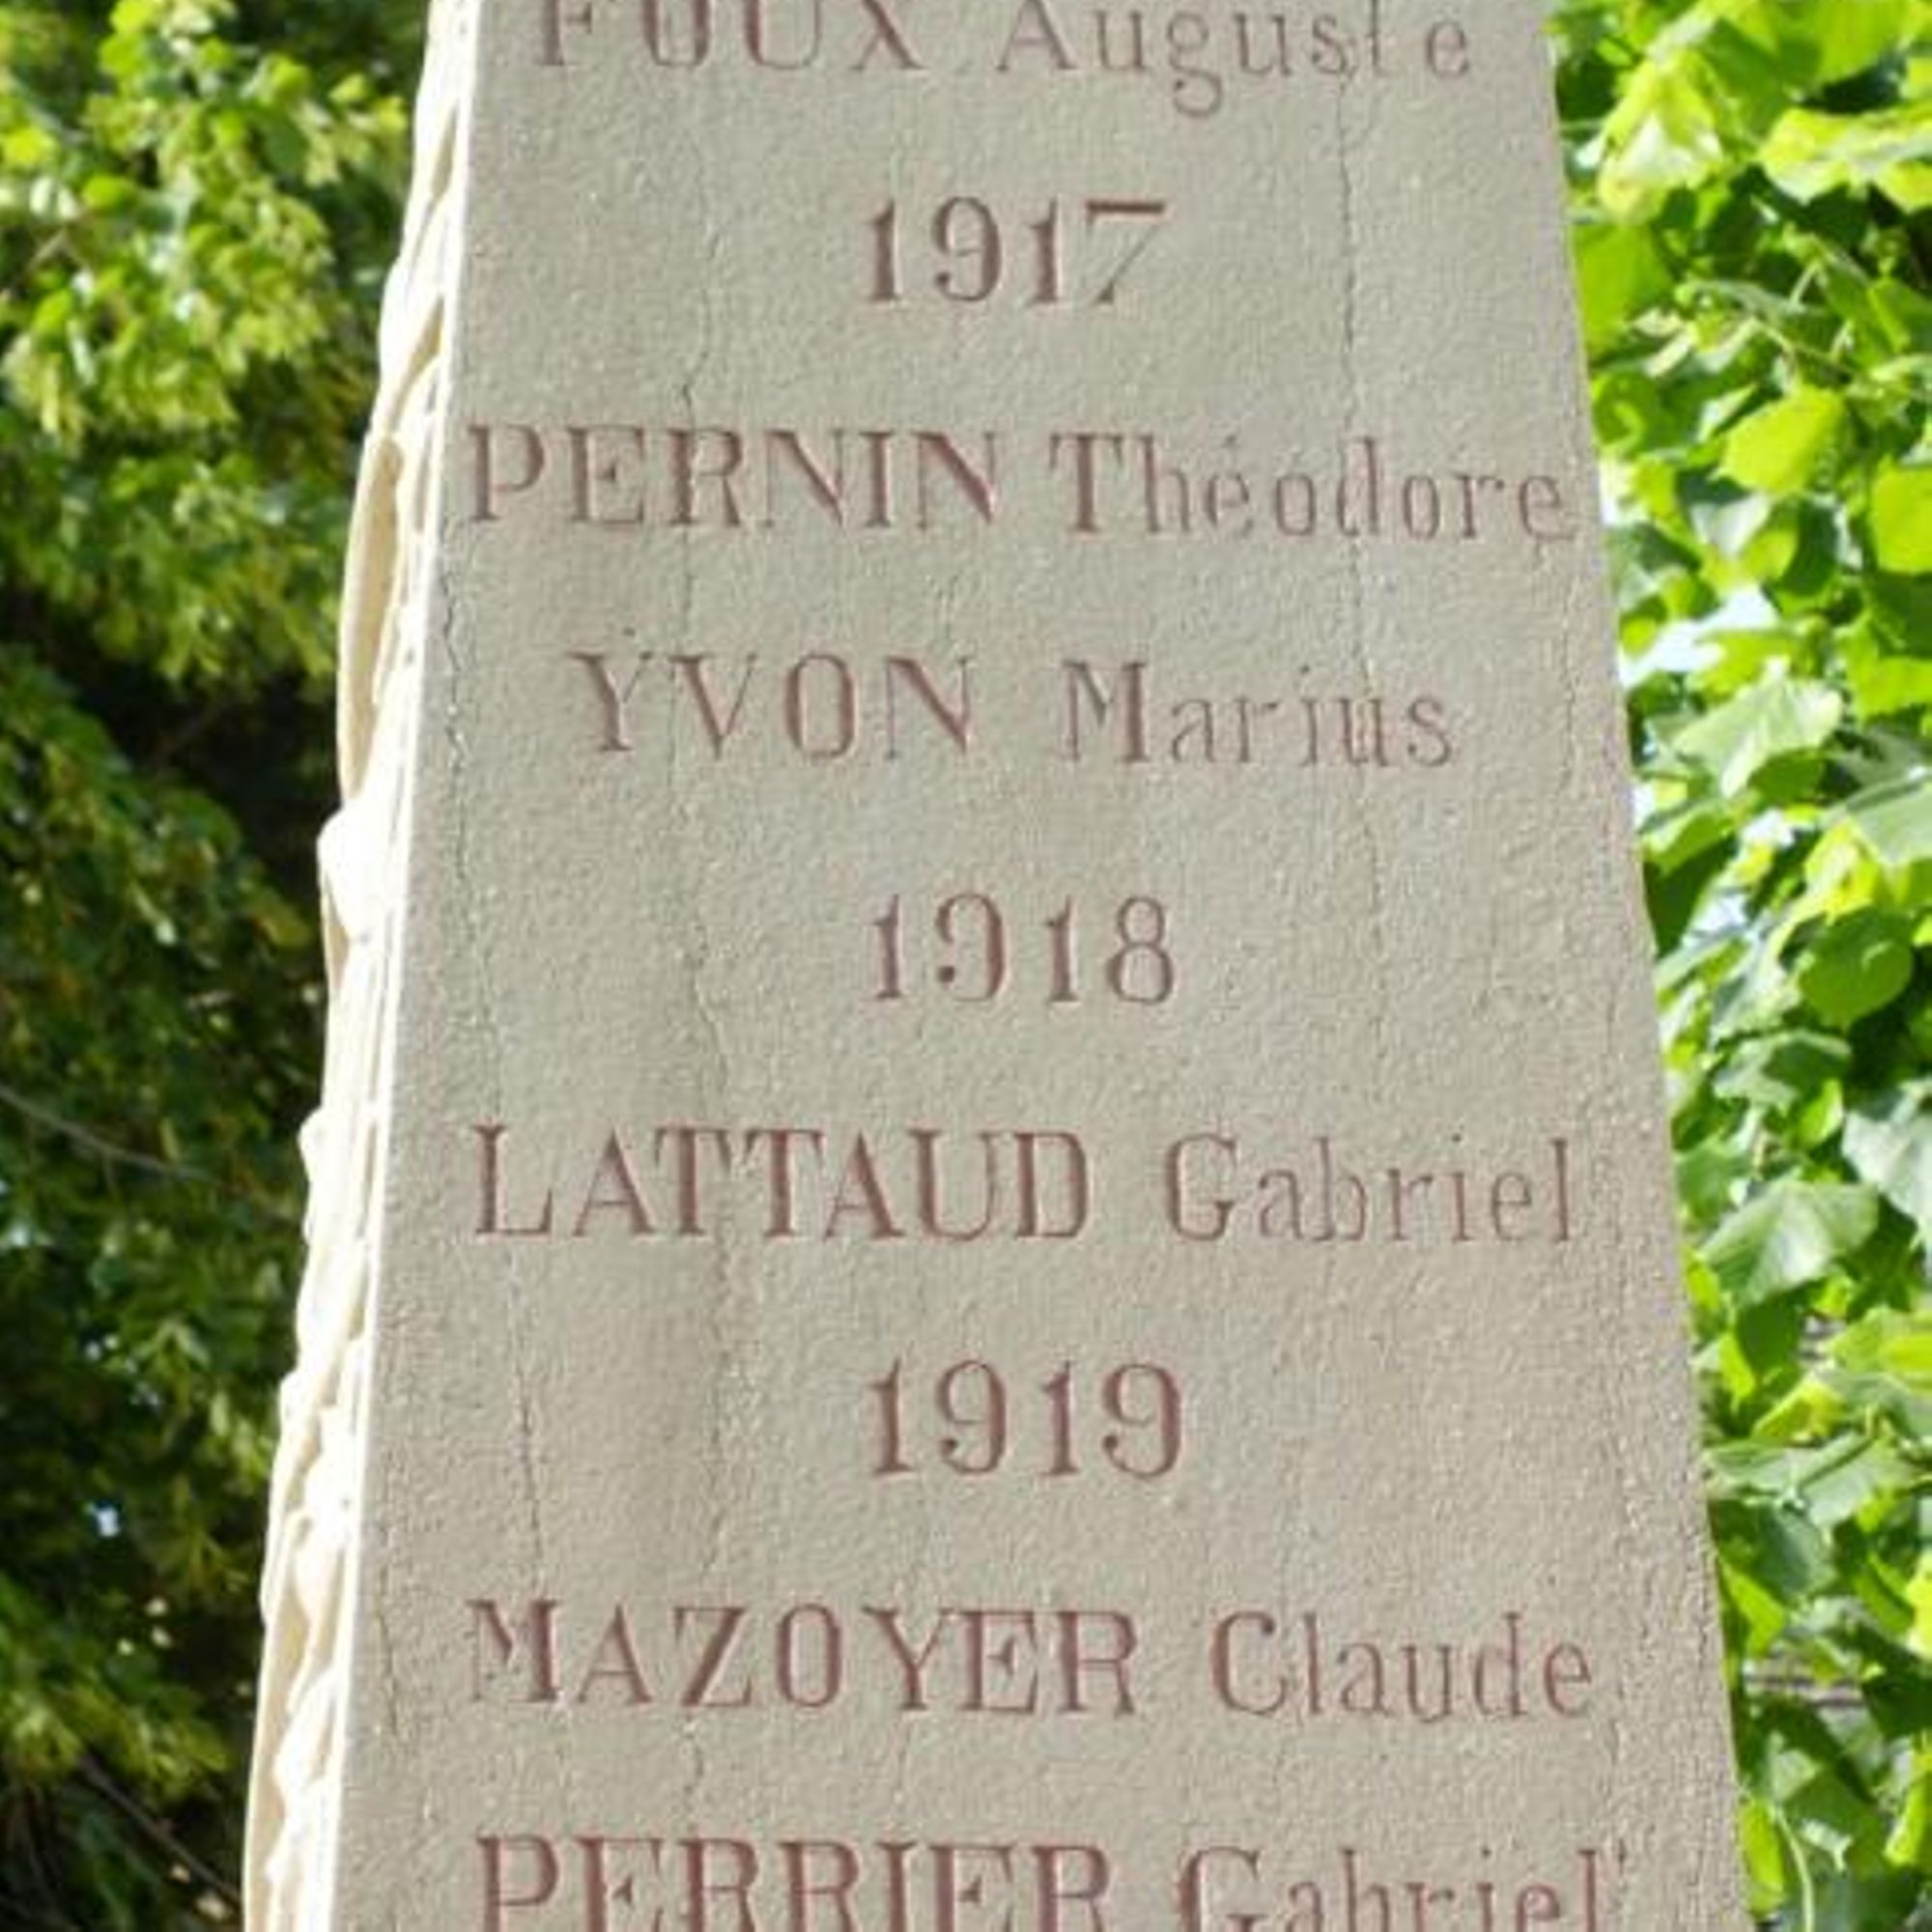 FOUX Auguste
1917
PERNIN Théodore
YVON Marius
1918
LATTAUD Gabriel
1919
MAZOYER Claude
PERRIER Gabriel